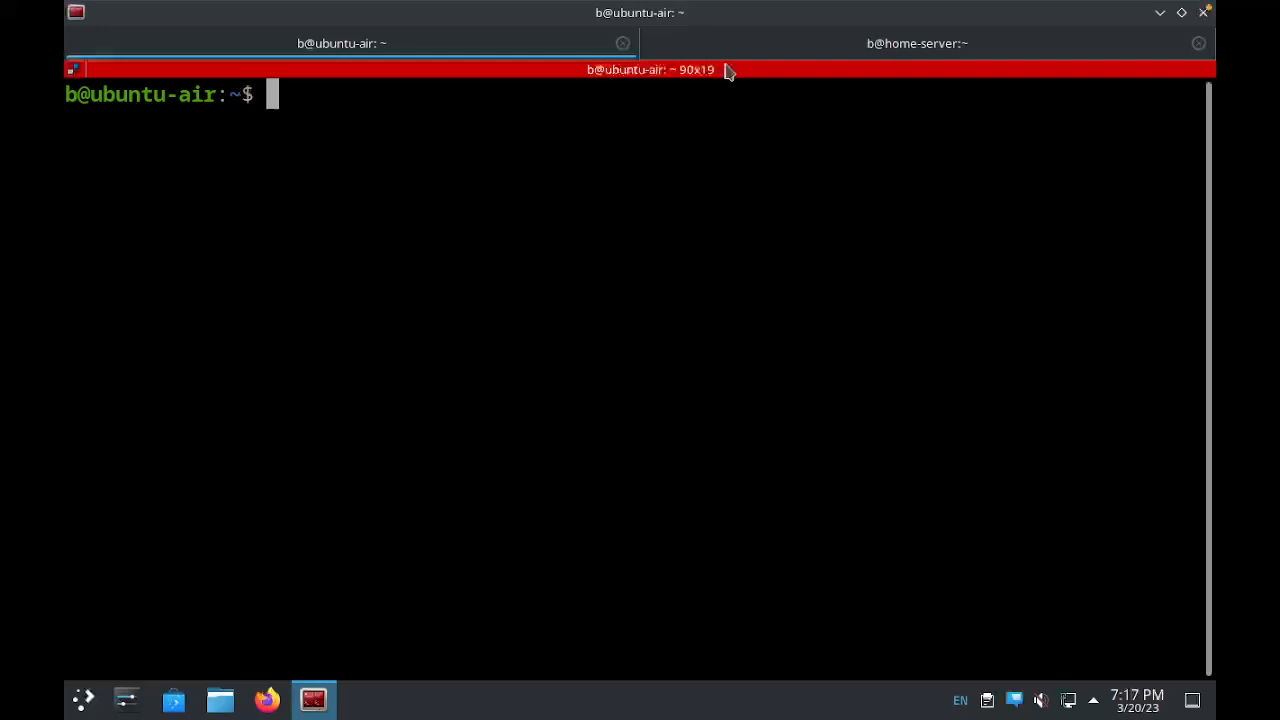 b@ubuntu-air: ~
b@ubuntu-air: ~
b@home-server:~
b@ubuntu-air: ~ 90x19
b@ubuntu-air:~$
EN
7:17 PM
3/20/23